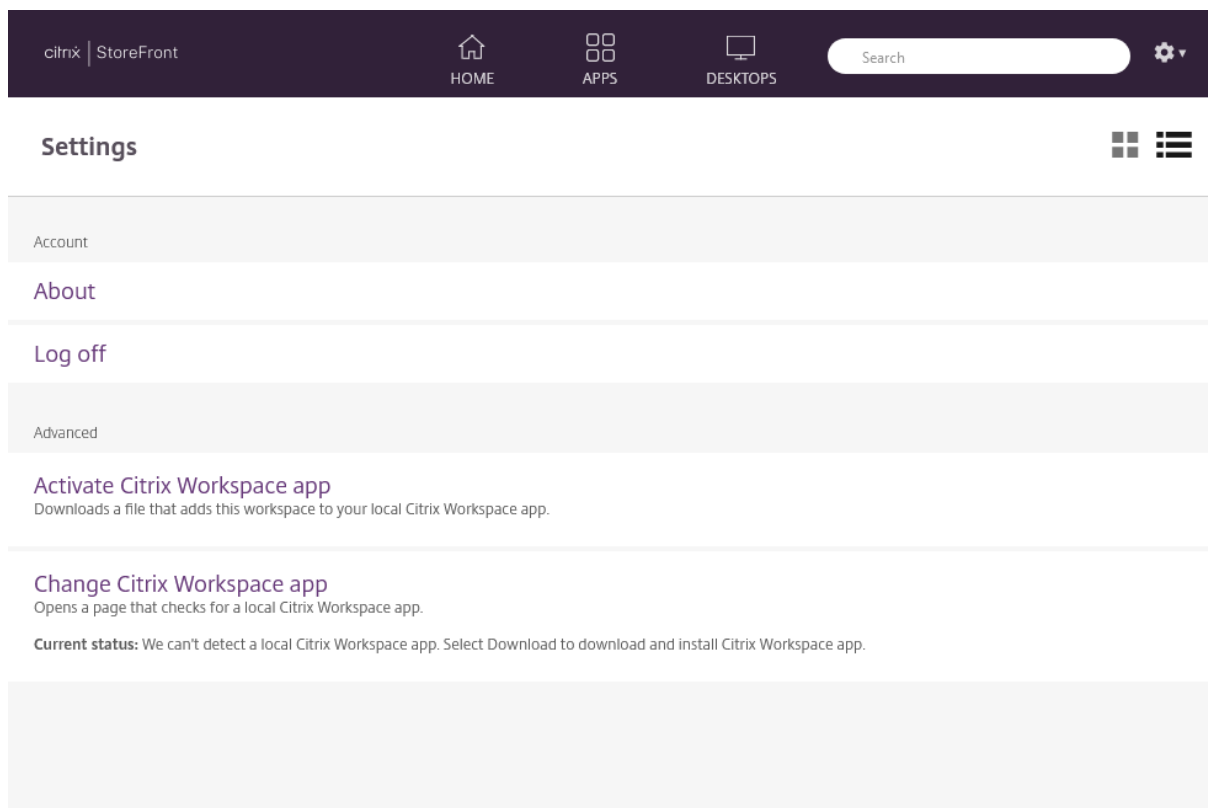 citrix | StoreFront
HOME
APPS
DESKTOPS
Search
Settings
Account
About
Log off
Advanced
Activate Citrix Workspace app
Downloads a file that adds this workspace to your local Citrix Workspace app.
Change Citrix Workspace app
Opens a page that checks for a local Citrix Workspace app.
Current status: We can't detect a local Citrix Workspace app. Select Download to download and install Citrix Workspace app.